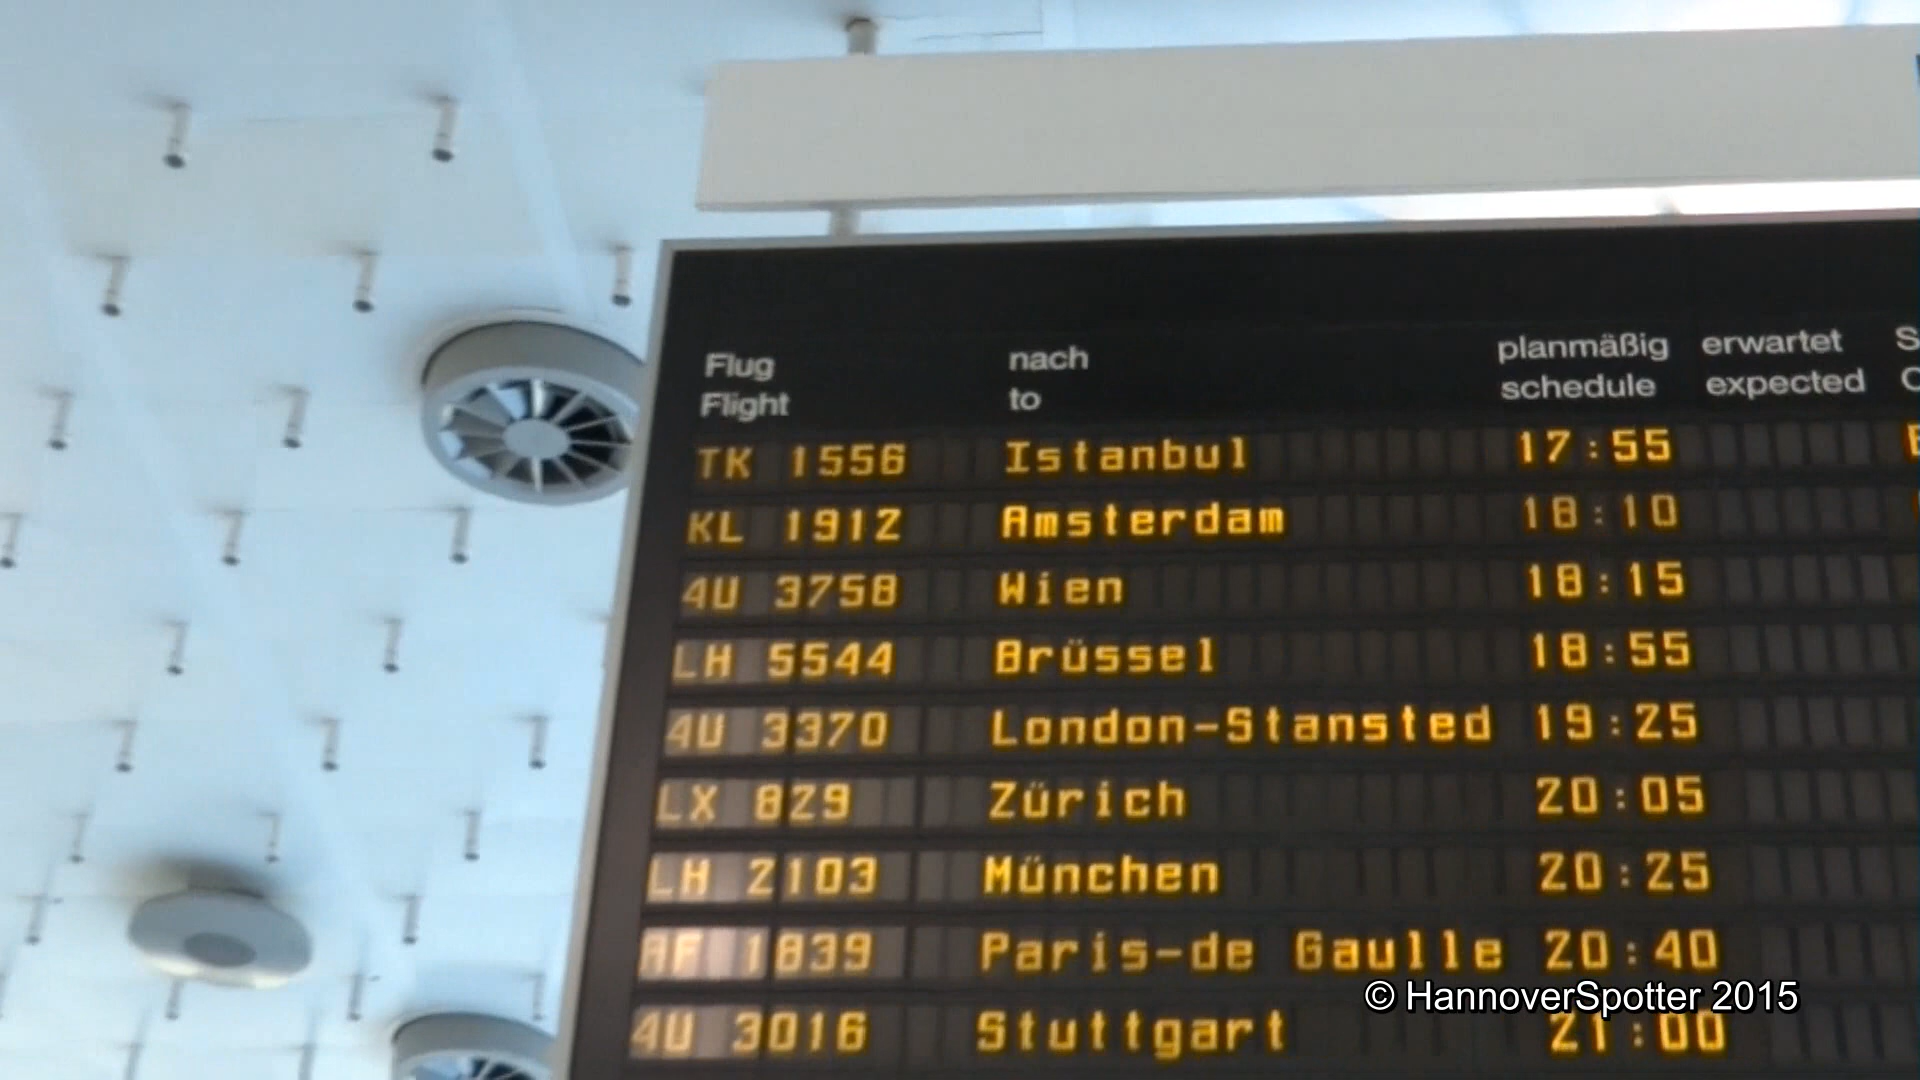 Flug nach planmäßig erwartet
Flight to schedule expected
TK 1556 Istanbul 17:55
KL 1912 Amsterdam 18:10
4U 3758 Wien 18:15
LH 5544 Brüssel 18:55
4U 3370 London-Stansted 19:25
LX 829 Zürich 20:05
LH 2103 München 20:25
AF 1839 Paris-de Gaulle 20:40
© HannoverSpotter 2015
4U 3016 Stuttgart 21:00